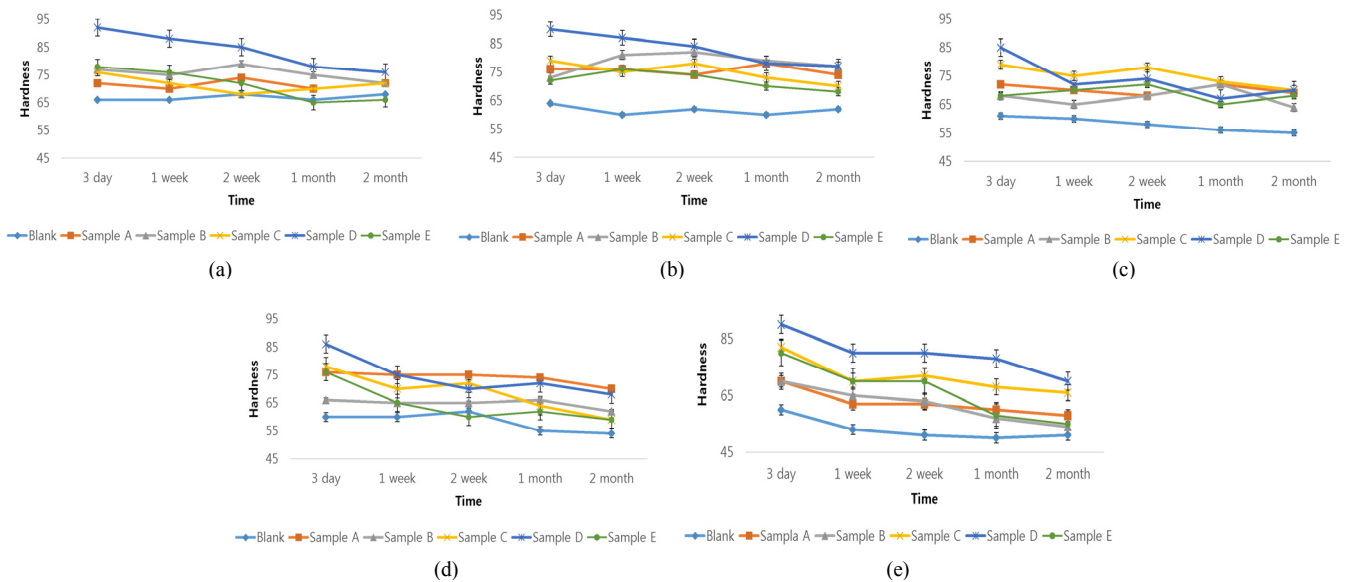 95
85
75
65
55
45
Hardness
3 day 1 week 2 week 1 month 2 month
Time
Blank Sample A Sample B Sample C Sample D Sample E
(a)
95
85
75
65
55
45
Hardness
3 day 1 week 2 week 1 month 2 month
Time
Blank Sample A Sample B Sample C Sample D Sample E
(b)
95
85
75
65
55
45
Hardness
3 day 1 week 2 week 1 month 2 month
Time
Blank Sample A Sample B Sample C Sample D Sample E
(c)
95
85
75
65
55
45
Hardness
3 day 1 week 2 week 1 month 2 month
Time
Blank Sample A Sample B Sample C Sample D Sample E
(d)
85
65
45
Hardness
3 day 1 week 2 week 1 month 2 month
Time
Blank Sampla A Sample B Sample C Sample D Sample E
(e)